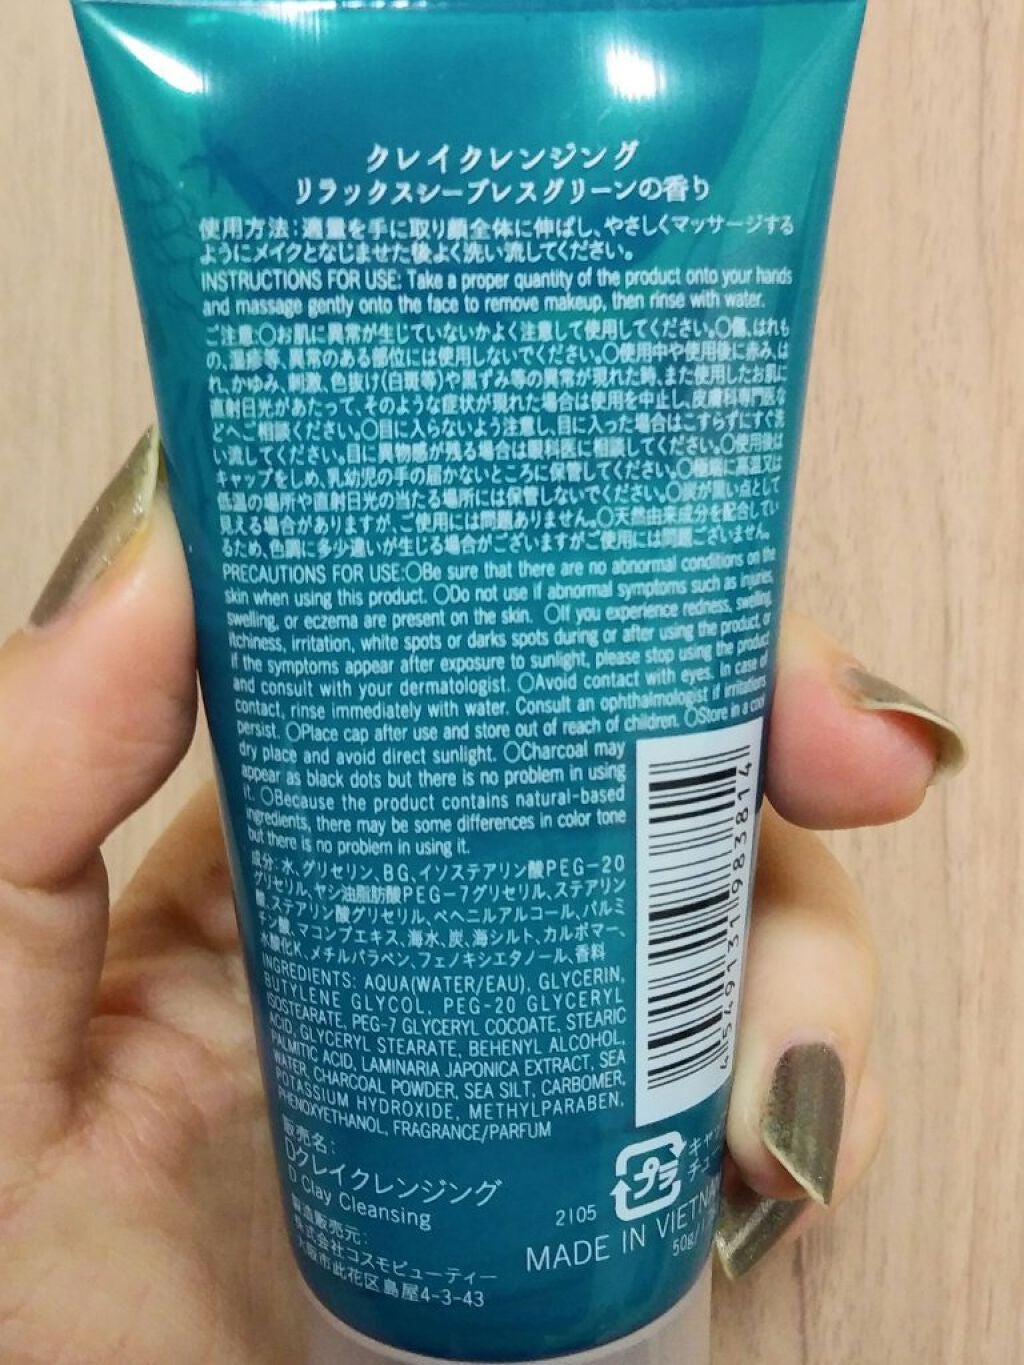 クレイクレンジング
リラックスシーブレスグリーンの香り
使用方法:適量を手に取り顔全体に伸ばし、やさしくマッサージする
ようにメイクとなじませた後よく洗い流してください。
INSTRUCTIONS FOR USE: Take a proper quantity of the product onto your hands
and massage gently onto the face to remove makeup, then rinse with water.
ご注意:○お肌に異常が生じていないかよく注意して使用してください。○傷、はれも
の、湿疹等、異常のある部位には使用しないでください。○使用中や使用後に赤み、は
れ、かゆみ、刺激、色抜け(白斑等)や黒ずみ等の異常が現れた時、また使用したお肌に
直射日光があたって、そのような症状が現れた場合は使用を中止し、皮膚科専門医な
どへご相談ください。○目に入らないよう注意し、目に入った場合はこすらずにすぐ洗
い流してください。目に異物感が残る場合は眼科医に相談してください。○使用後は
キャップをしめ、乳幼児の手の届かないところに保管してください。○極端に高温又は
低温の場所や直射日光の当たる場所には保管しないでください。○炭が黒い点として
見える場合がありますが、ご使用には問題ありません。○天然由来成分を配合してい
るため、色調に多少違いが生じる場合がございますがご使用には問題ございません。
PRECAUTIONS FOR USE:○Be sure that there are no abnormal conditions on the
skin when using this product. ○Do not use if abnormal symptoms such as injuries,
swelling, or eczema are present on the skin. ○If you experience redness, swelling,
itchiness, irritation, white spots or darks spots during or after using the product, or
if the symptoms appear after exposure to sunlight, please stop using the product
and consult with your dermatologist. ○Avoid contact with eyes. In case of
contact, rinse immediately with water. Consult an ophthalmologist if irritations
persist. ○Place cap after use and store out of reach of children. ○Store in a cool
dry place and avoid direct sunlight. ○Charcoal may
appear as black dots but there is no problem in using
it. ○Because the product contains natural-based
ingredients, there may be some differences in color tone
but there is no problem in using it.
成分:水、グリセリン、BG、イソステアリン酸PEG-20
グリセリル、ヤシ油脂肪酸PEG-7グリセリル、ステアリン
酸、ステアリン酸グリセリル、ベヘニルアルコール、パルミ
チン酸、マコンブエキス、海水、炭、海シルト、カルボマー、
水酸化K、メチルパラベン、フェノキシエタノール、香料
INGREDIENTS: AQUA(WATER/EAU), GLYCERIN,
BUTYLENE GLYCOL, PEG-20 GLYCERYL
ISOSTEARATE, PEG-7 GLYCERYL COCOATE, STEARIC
ACID, GLYCERYL STEARATE, BEHENYL ALCOHOL,
PALMITIC ACID, LAMINARIA JAPONICA EXTRACT, SEA
WATER, CHARCOAL POWDER, SEA SILT, CARBOMER,
POTASSIUM HYDROXIDE, METHYLPARABEN,
PHENOXYETHANOL, FRAGRANCE/PARFUM
4549131983814
販売名:
Dクレイクレンジング
D Clay Cleansing
製造販売元:
株式会社コスモビューティー
大阪市此花区島屋4-3-43
プラ
キャ
チュ
2105
MADE IN VIETNA
50g/